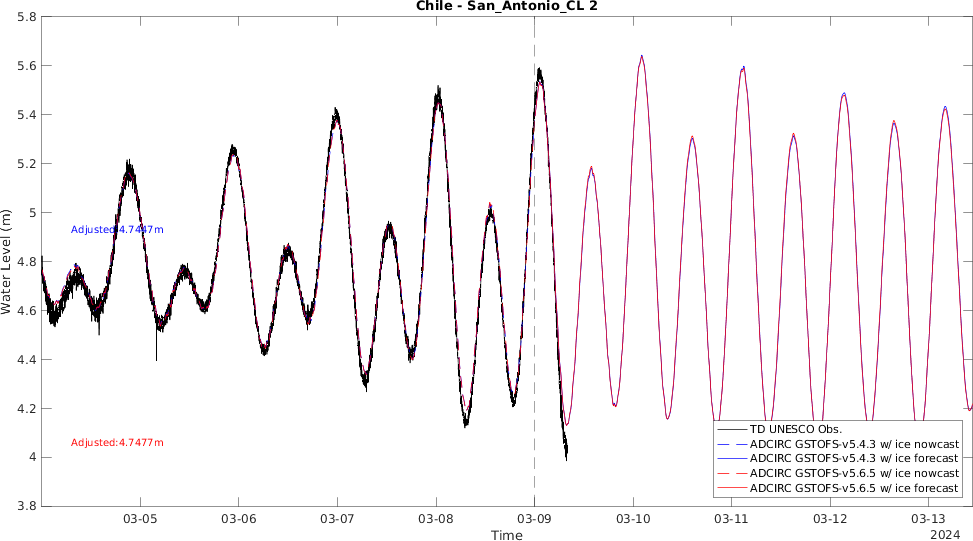 Chile - San_Antonio_CL 2
5.8
5.6
5.4
5.2
5
4.8
4.6
4.4
4.2
4
3.8
Water Level (m)
Adjusted:4.7447m
Adjusted:4.7477m
TD UNESCO Obs.
ADCIRC GSTOFS-v5.4.3 w/ ice nowcast
ADCIRC GSTOFS-v5.4.3 w/ ice forecast
ADCIRC GSTOFS-v5.6.5 w/ ice nowcast
ADCIRC GSTOFS-v5.6.5 w/ ice forecast
03-05 03-06 03-07 03-08 03-09 03-10 03-11 03-12 03-13
Time
2024